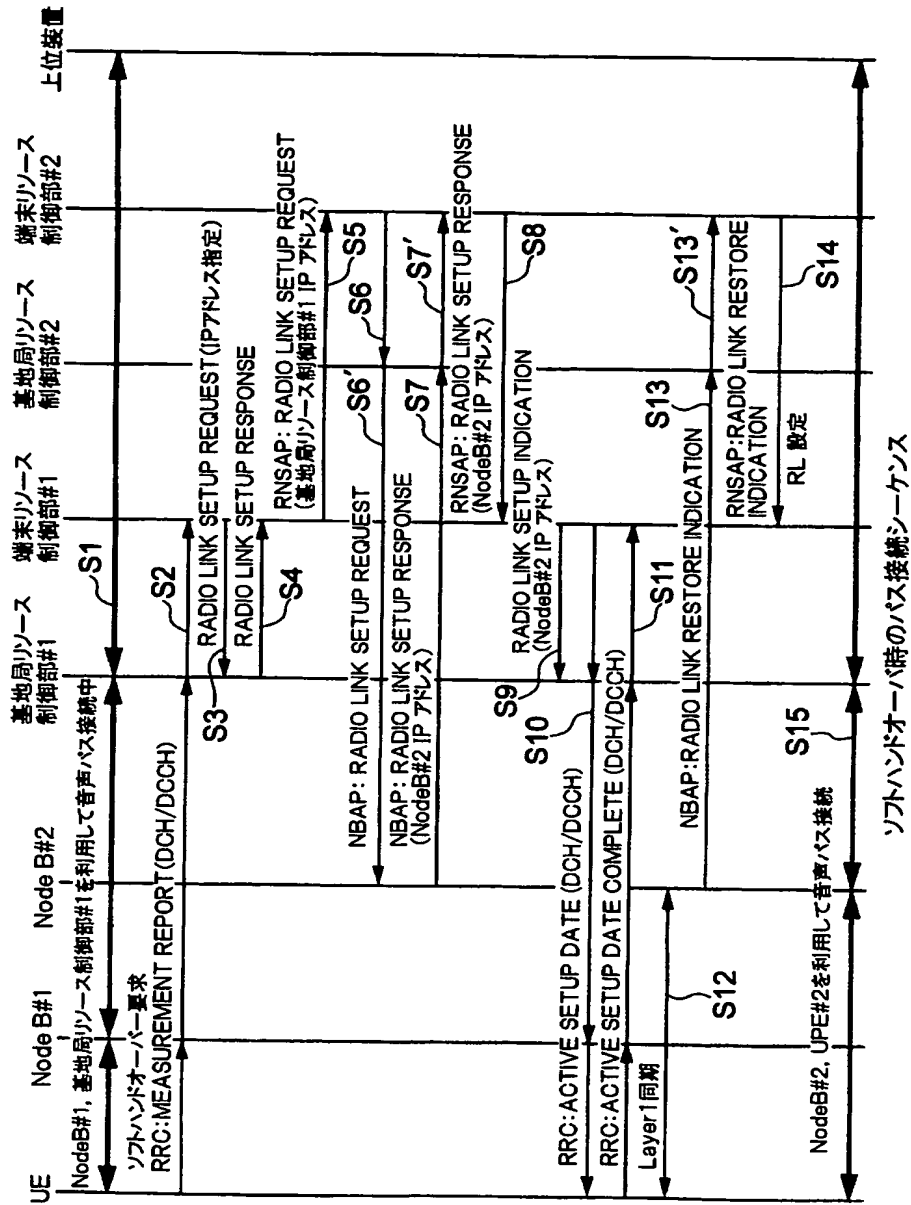 UE
Node B#1
Node B#2
基地局リソース
制御部#1
端末リソース
制御部#1
基地局リソース
制御部#2
端末リソース
制御部#2
上位装置
NodeB#1, 基地局リソース制御部#1を利用して音声パス接続中
S1
ソフトハンドオーバー要求
RRC:MEASUREMENT REPORT(DCH/DCCH)
S2
RADIO LINK SETUP REQUEST (IPアドレス指定)
S3
RADIO LINK SETUP RESPONSE
S4
RNSAP: RADIO LINK SETUP REQUEST
(基地局リソース制御部#1 IP アドレス)
S5
S6
NBAP: RADIO LINK SETUP REQUEST
S6'
NBAP: RADIO LINK SETUP RESPONSE
(NodeB#2 IP アドレス)
S7
S7'
RNSAP: RADIO LINK SETUP RESPONSE
(NodeB#2 IP アドレス)
S8
RADIO LINK SETUP INDICATION
(NodeB#2 IP アドレス)
S9
RRC:ACTIVE SETUP DATE (DCH/DCCH)
S10
RRC:ACTIVE SETUP DATE COMPLETE (DCH/DCCH)
S11
Layer1同期
S12
NBAP:RADIO LINK RESTORE INDICATION
S13
S13'
RNSAP:RADIO LINK RESTORE
INDICATION
RL 設定
S14
NodeB#2, UPE#2を利用して音声パス接続
S15
ソフトハンドオーバ時のパス接続シーケンス